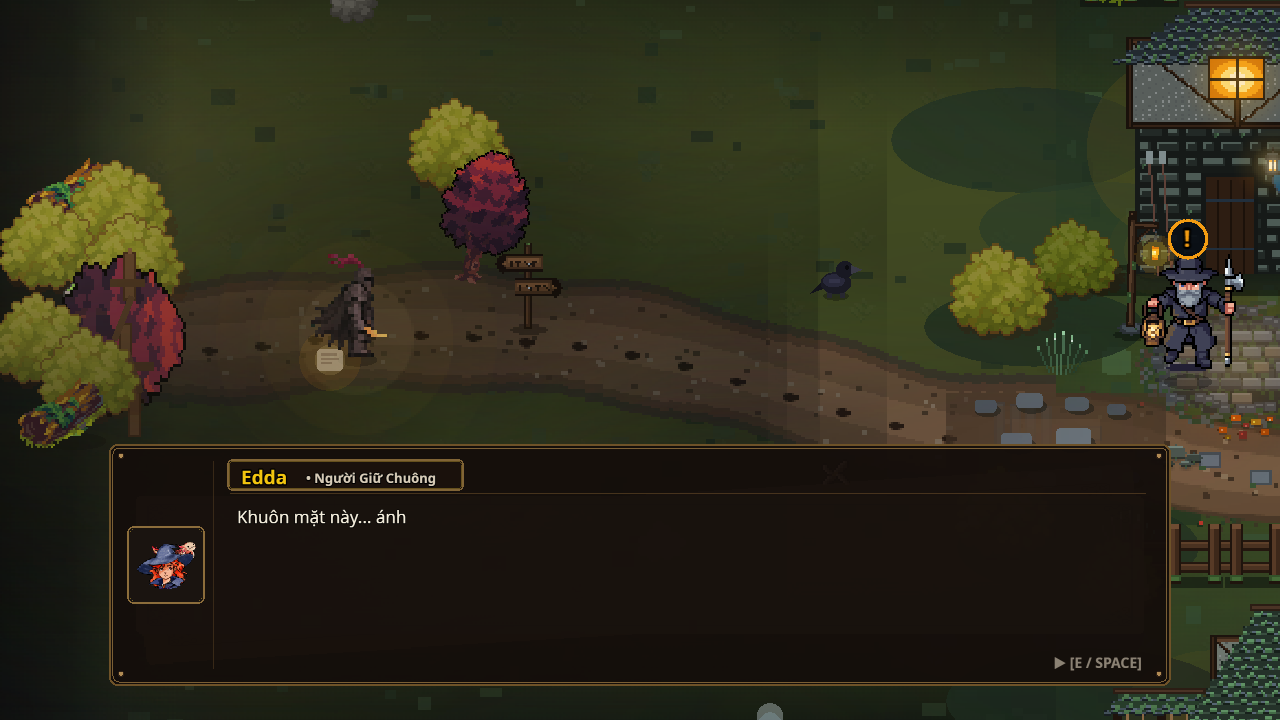 !
Edda • Người Giữ Chuông
Khuôn mặt này... ánh
▶ [E / SPACE]